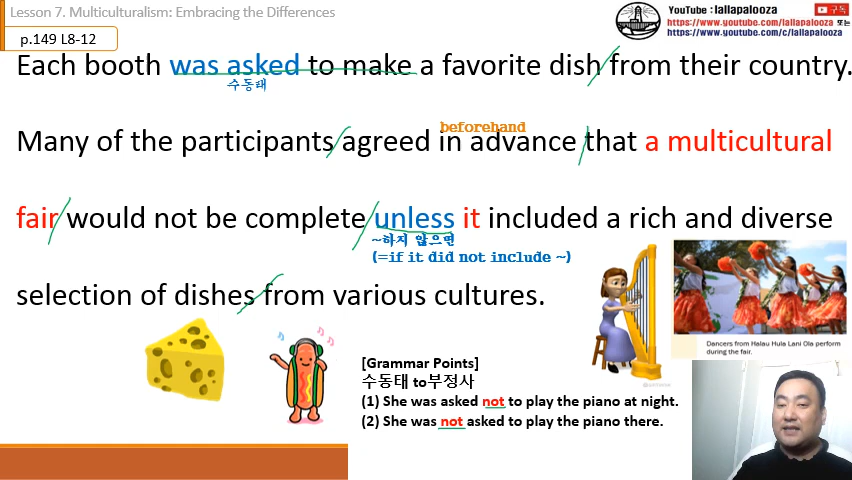 Lesson 7. Multiculturalism: Embracing the Differences
YouTube : lallapalooza 구독
https://www.youtube.com/lallapalooza 또는
https://www.youtube.com/c/lallapalooza
p.149 L8-12
Each booth was asked to make a favorite dish from their country.
수동태
beforehand
Many of the participants agreed in advance that a multicultural
fair would not be complete unless it included a rich and diverse
~하지 않으면
(=if it did not include ~)
selection of dishes from various cultures.
Dancers from Halau Hula Lani Ola perform
during the fair.
[Grammar Points]
수동태 to부정사
(1) She was asked not to play the piano at night.
(2) She was not asked to play the piano there.